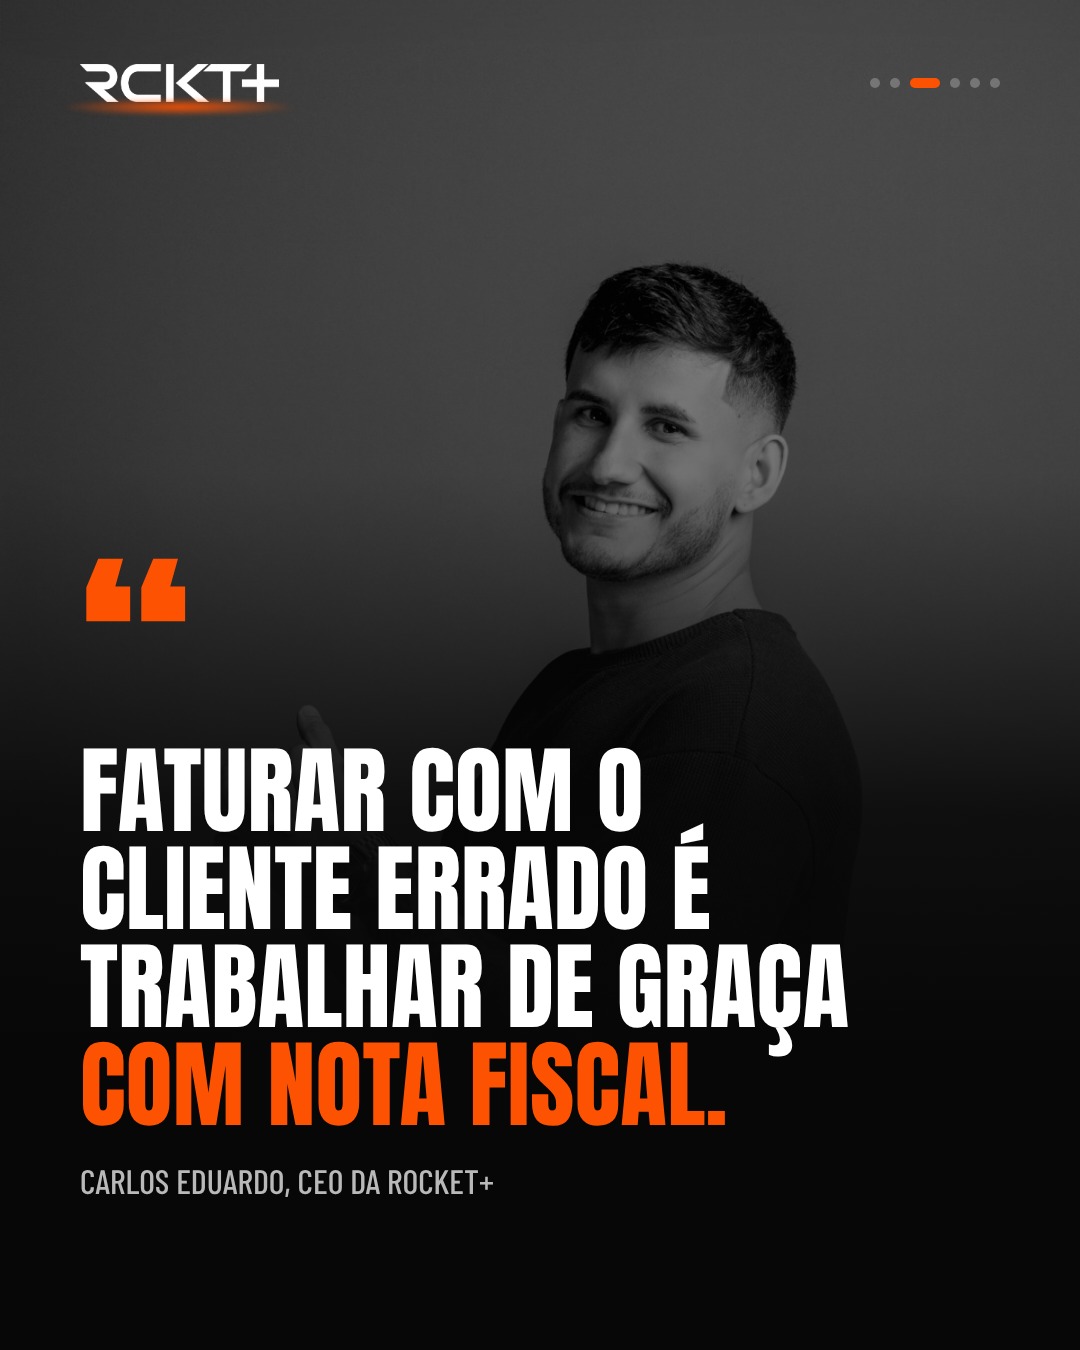 RCKT+
“
FATURAR COM O
CLIENTE ERRADO É
TRABALHAR DE GRAÇA
COM NOTA FISCAL.
CARLOS EDUARDO, CEO DA ROCKET+